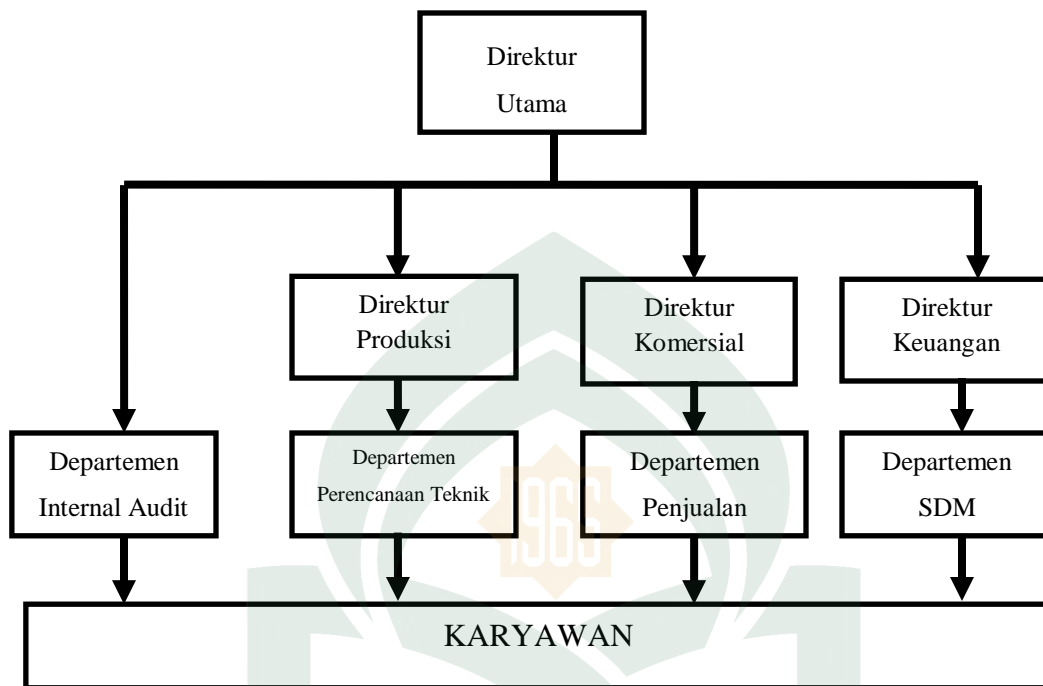 Direktur
Utama
Direktur
Produksi
Direktur
Komersial
Direktur
Keuangan
Departemen
Internal Audit
Departemen
Perencanaan Teknik
Departemen
Penjualan
Departemen
SDM
1965
KARYAWAN